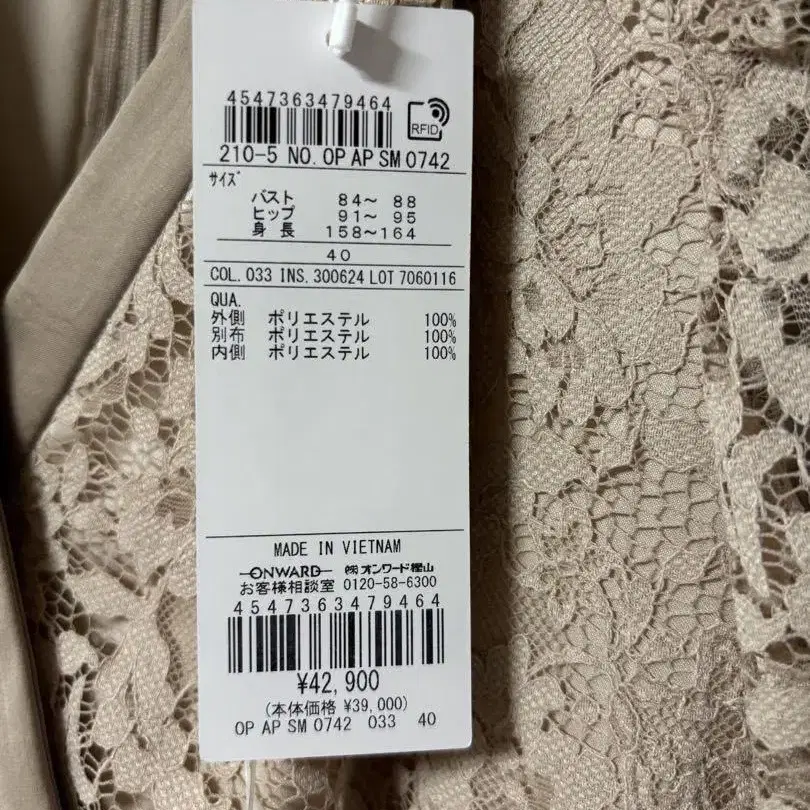 4547363479464
RFID
210-5 NO. OP AP SM 0742
サイズ
バスト 84～ 88
ヒップ 91～ 95
身長 158～164
40
COL. 033 INS. 300624 LOT 7060116
QUA.
外側 ポリエステル 100%
別布 ポリエステル 100%
内側 ポリエステル 100%
MADE IN VIETNAM
ONWARD ㈱オンワード樫山
お客様相談室 0120-58-6300
4547363479464
¥42,900
(本体価格 ¥39,000)
OP AP SM 0742 033 40